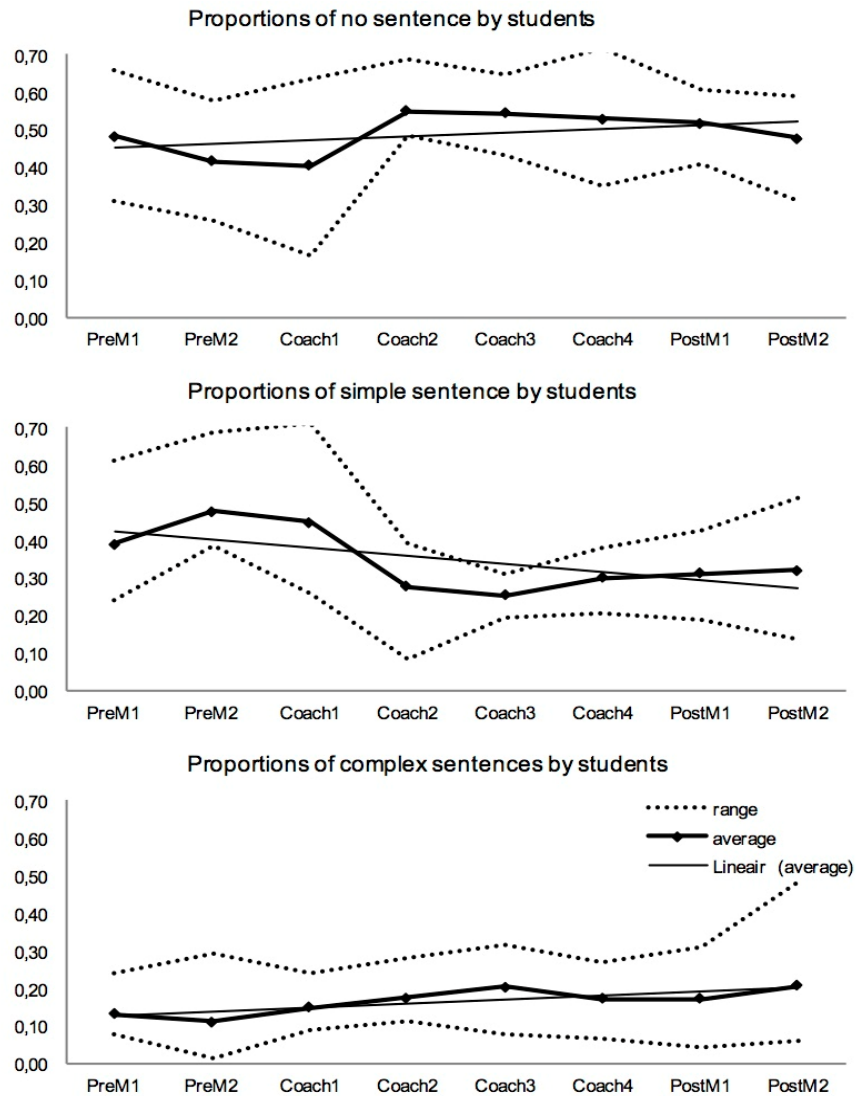 Proportions of no sentence by students
0,70
0,60
0,50
0,40
0,30
0,20
0,10
0,00
PreM1 PreM2 Coach1 Coach2 Coach3 Coach4 PostM1 PostM2
Proportions of simple sentence by students
0,70
0,60
0,50
0,40
0,30
0,20
0,10
0,00
PreM1 PreM2 Coach1 Coach2 Coach3 Coach4 PostM1 PostM2
Proportions of complex sentences by students
0,70
0,60
0,50
0,40
0,30
0,20
0,10
0,00
range
average
Lineair (average)
PreM1 PreM2 Coach1 Coach2 Coach3 Coach4 PostM1 PostM2